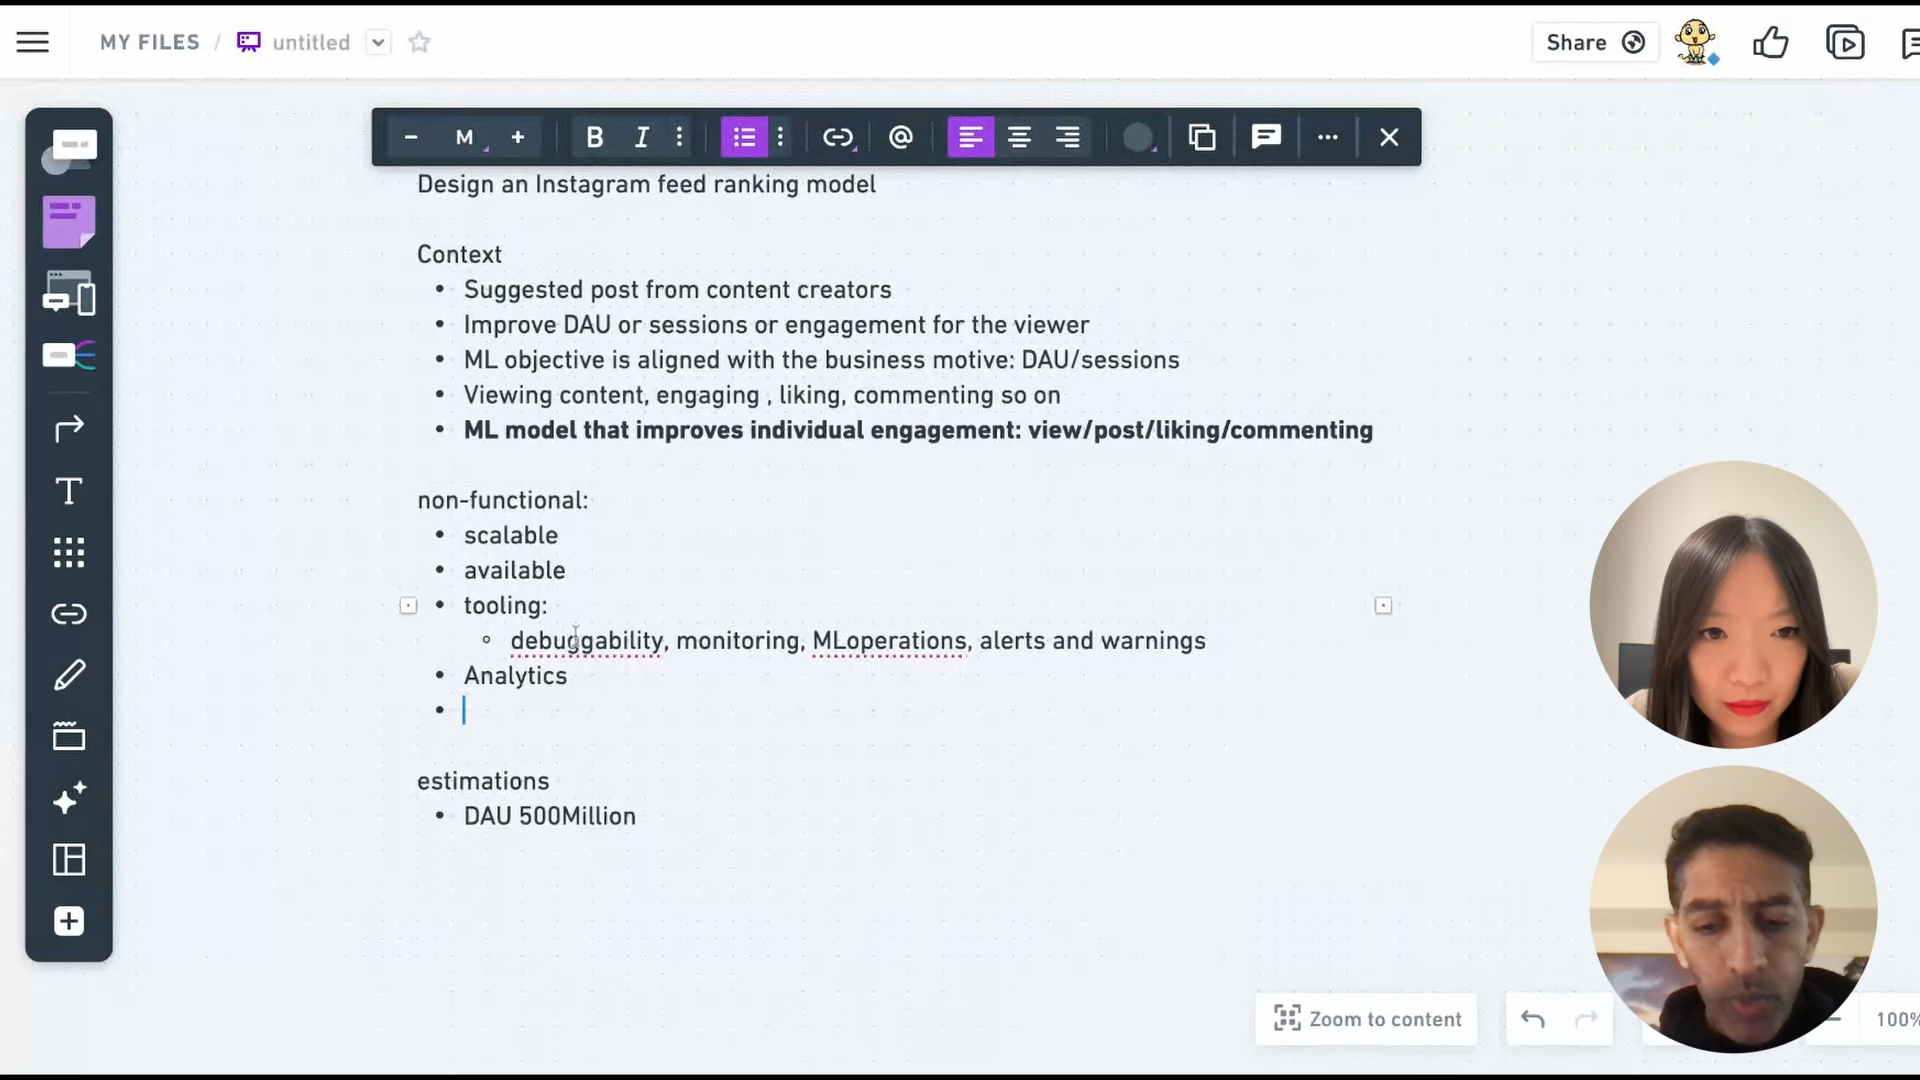 MY FILES / untitled
Share
M
B I
@
Design an Instagram feed ranking model
Context
• Suggested post from content creators
• Improve DAU or sessions or engagement for the viewer
• ML objective is aligned with the business motive: DAU/sessions
• Viewing content, engaging , liking, commenting so on
• ML model that improves individual engagement: view/post/liking/commenting
non-functional:
• scalable
• available
• tooling:
◦ debuggability, monitoring, MLoperations, alerts and warnings
• Analytics
•
estimations
• DAU 500Million
Zoom to content
100%